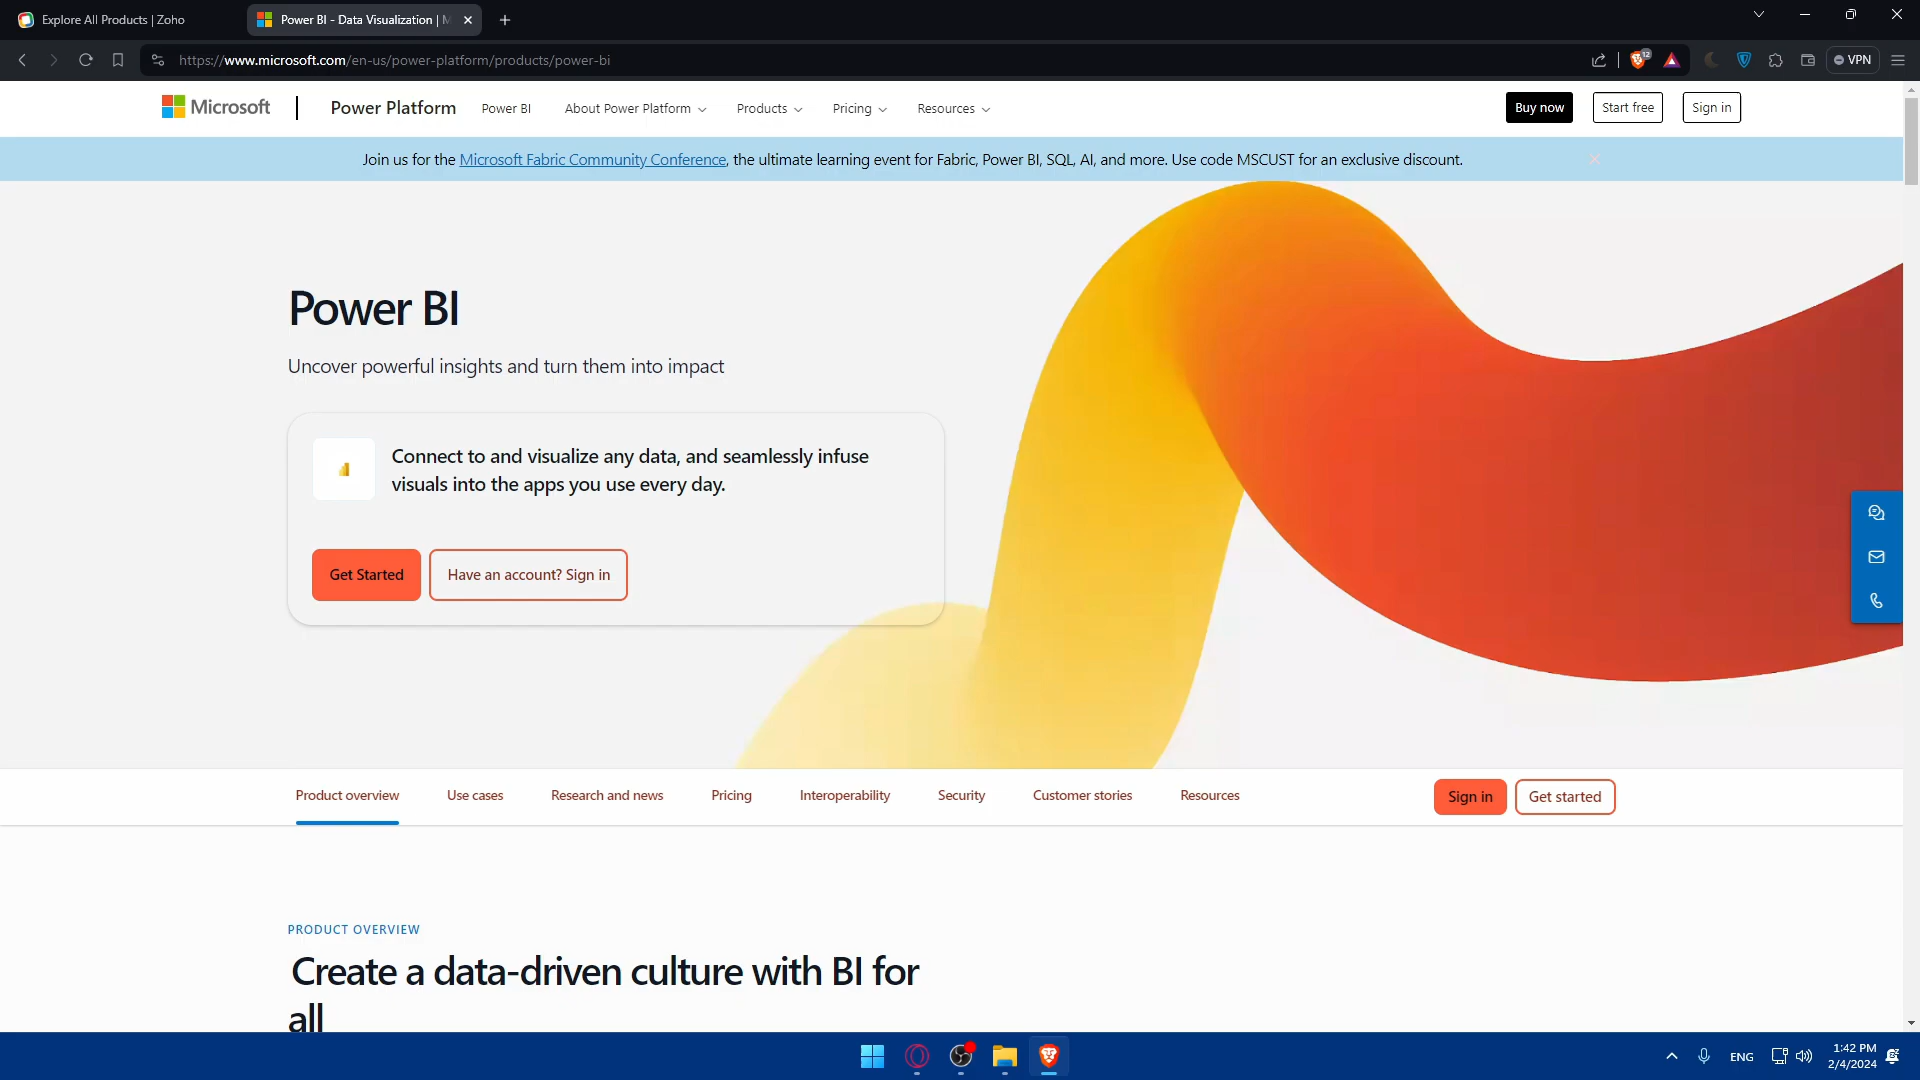 Explore All Products | Zoho
Power BI - Data Visualization | M
https://www.microsoft.com/en-us/power-platform/products/power-bi
12
VPN
Microsoft
Power Platform
Power BI
About Power Platform
Products
Pricing
Resources
Buy now
Start free
Sign in
Join us for the Microsoft Fabric Community Conference, the ultimate learning event for Fabric, Power BI, SQL, AI, and more. Use code MSCUST for an exclusive discount.
Power BI
Uncover powerful insights and turn them into impact
Connect to and visualize any data, and seamlessly infuse
visuals into the apps you use every day.
Get Started
Have an account? Sign in
Product overview
Use cases
Research and news
Pricing
Interoperability
Security
Customer stories
Resources
Sign in
Get started
PRODUCT OVERVIEW
Create a data-driven culture with BI for
all
ENG
1:42 PM
2/4/2024